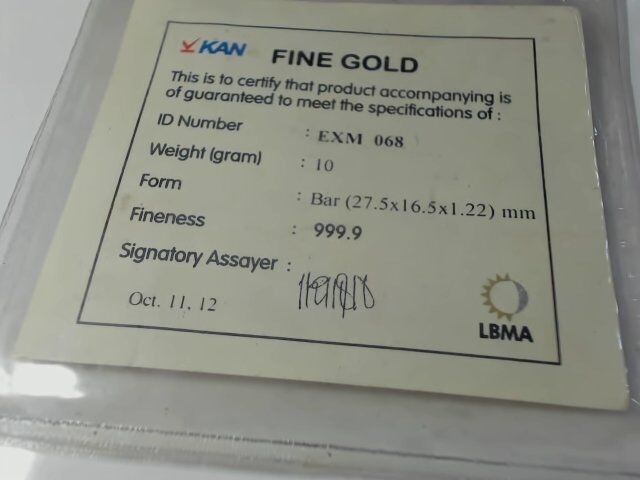 KAN FINE GOLD
This is to certify that product accompanying is
of guaranteed to meet the specifications of :
ID Number : EXM 068
Weight (gram) : 10
Form : Bar (27.5x16.5x1.22) mm
Fineness : 999.9
Signatory Assayer :
Oct. 11, 12
LBMA